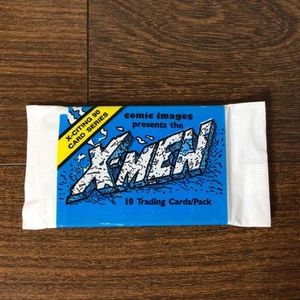 X-CITING 90
CARD SERIES
comic images
presents the
X-MEN
10 Trading Cards/Pack